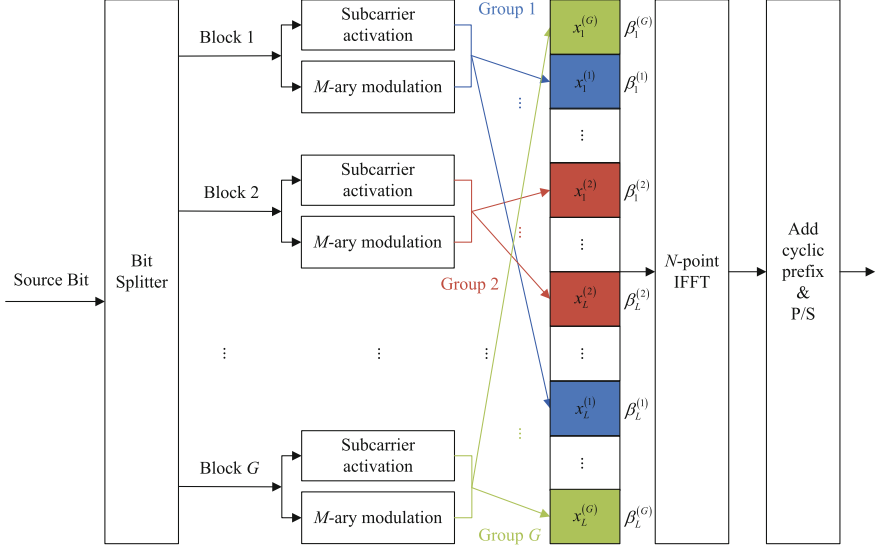 Source Bit
Bit
Splitter
Block 1
Subcarrier
activation
M-ary modulation
Group 1
Block 2
Subcarrier
activation
M-ary modulation
Group 2
...
...
...
Block G
Subcarrier
activation
M-ary modulation
Group G
...
...
...
x_1^{(G)} β_1^{(G)}
x_1^{(1)} β_1^{(1)}
...
x_1^{(2)} β_1^{(2)}
...
x_L^{(2)} β_L^{(2)}
...
x_L^{(1)} β_L^{(1)}
...
x_L^{(G)} β_L^{(G)}
N-point
IFFT
Add
cyclic
prefix
&
P/S